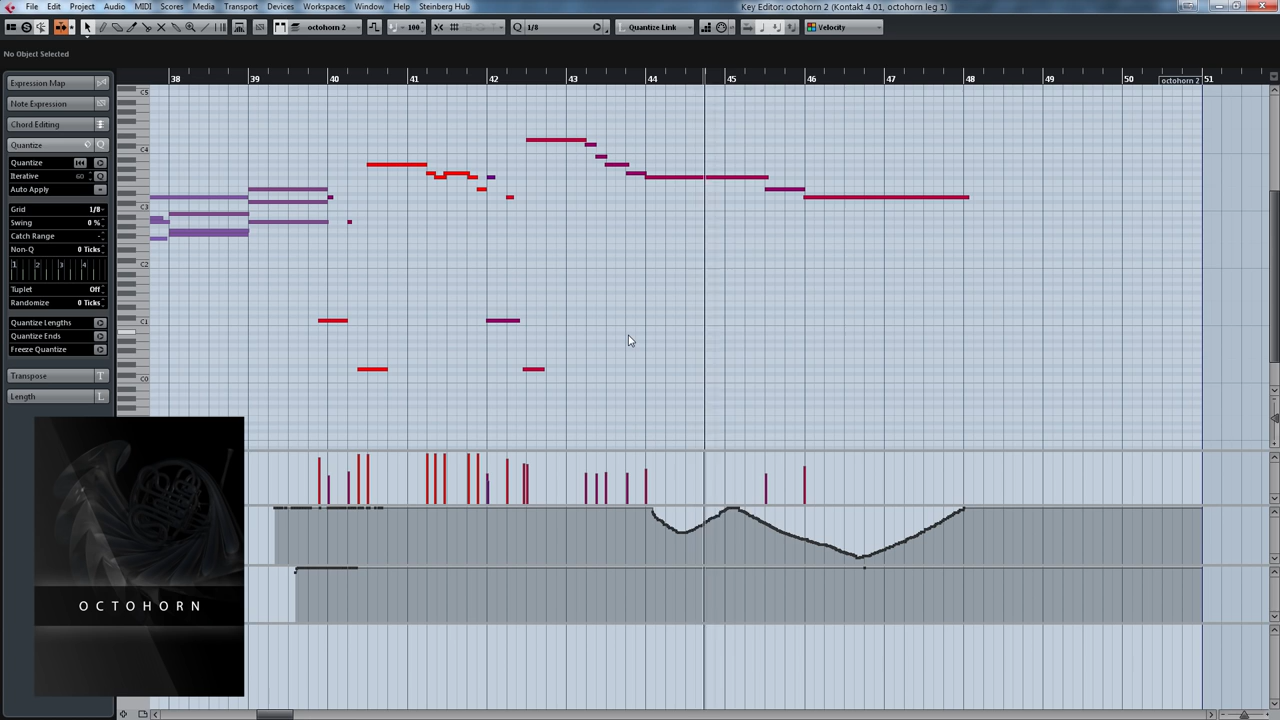 File Edit Project Audio MIDI Scores Media Transport Devices Workspaces Window Steinberg Hub
Key Editor: octohorn 2 (Kontakt 4 01, octohorn leg 1)
octohorn 2 100 1/8 Quantize Link Velocity
No Object Selected
38 39 40 41 42 43 44 45 46 47 48 49 50 octohorn 2 51
Expression Map
Note Expression
Chord Editing
Quantize Q
Quantize
Iterative 60
Auto Apply
Grid 1/8
Swing 0 %
Catch Range -
Non-Q 0 Ticks
1 2 3 4
Tuplet Off
Randomize 0 Ticks
Quantize Lengths
Quantize Ends
Freeze Quantize
Transpose T
Length L
C5
C4
C3
C2
C1
C0
OCTOHORN